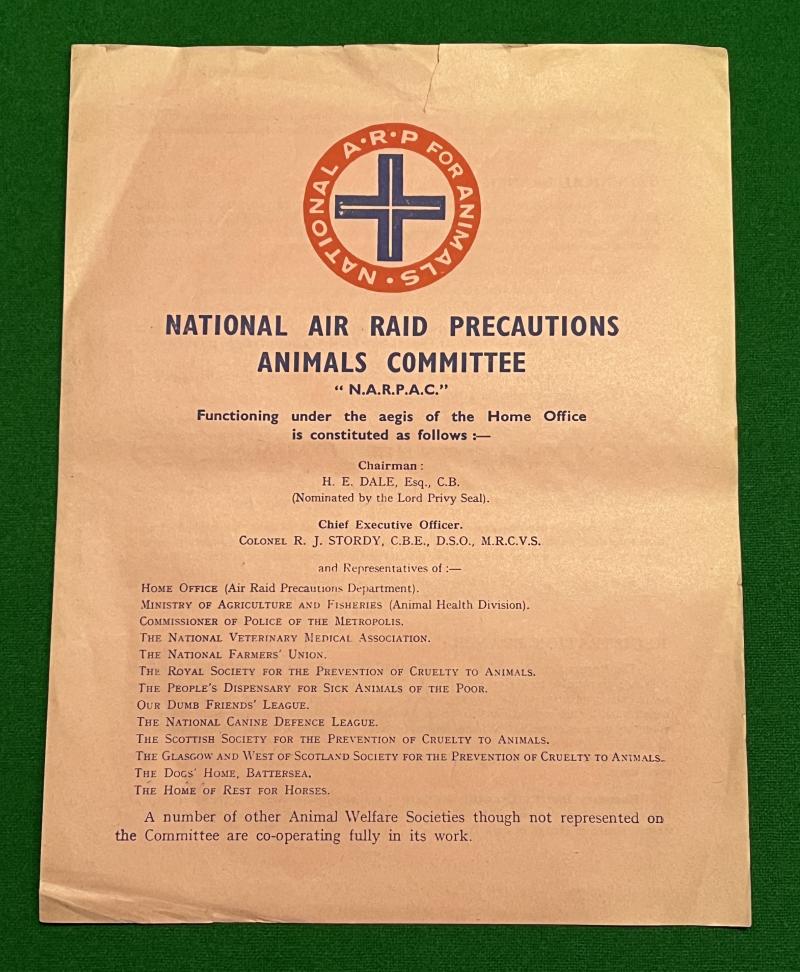 NATIONAL A·R·P FOR ANIMALS·
NATIONAL AIR RAID PRECAUTIONS
ANIMALS COMMITTEE
“ N.A.R.P.A.C.”
Functioning under the aegis of the Home Office
is constituted as follows :—
Chairman :
H. E. DALE, Esq., C.B.
(Nominated by the Lord Privy Seal).
Chief Executive Officer.
COLONEL R. J. STORDY, C.B.E., D.S.O., M.R.C.V.S.
and Representatives of :—
HOME OFFICE (Air Raid Precautions Department).
MINISTRY OF AGRICULTURE AND FISHERIES (Animal Health Division).
COMMISSIONER OF POLICE OF THE METROPOLIS.
THE NATIONAL VETERINARY MEDICAL ASSOCIATION.
THE NATIONAL FARMERS’ UNION.
THE ROYAL SOCIETY FOR THE PREVENTION OF CRUELTY TO ANIMALS.
THE PEOPLE’S DISPENSARY FOR SICK ANIMALS OF THE POOR.
OUR DUMB FRIENDS’ LEAGUE.
THE NATIONAL CANINE DEFENCE LEAGUE.
THE SCOTTISH SOCIETY FOR THE PREVENTION OF CRUELTY TO ANIMALS.
THE GLASGOW AND WEST OF SCOTLAND SOCIETY FOR THE PREVENTION OF CRUELTY TO ANIMALS.
THE DOGS’ HOME, BATTERSEA.
THE HOME OF REST FOR HORSES.
A number of other Animal Welfare Societies though not represented on
the Committee are co-operating fully in its work.